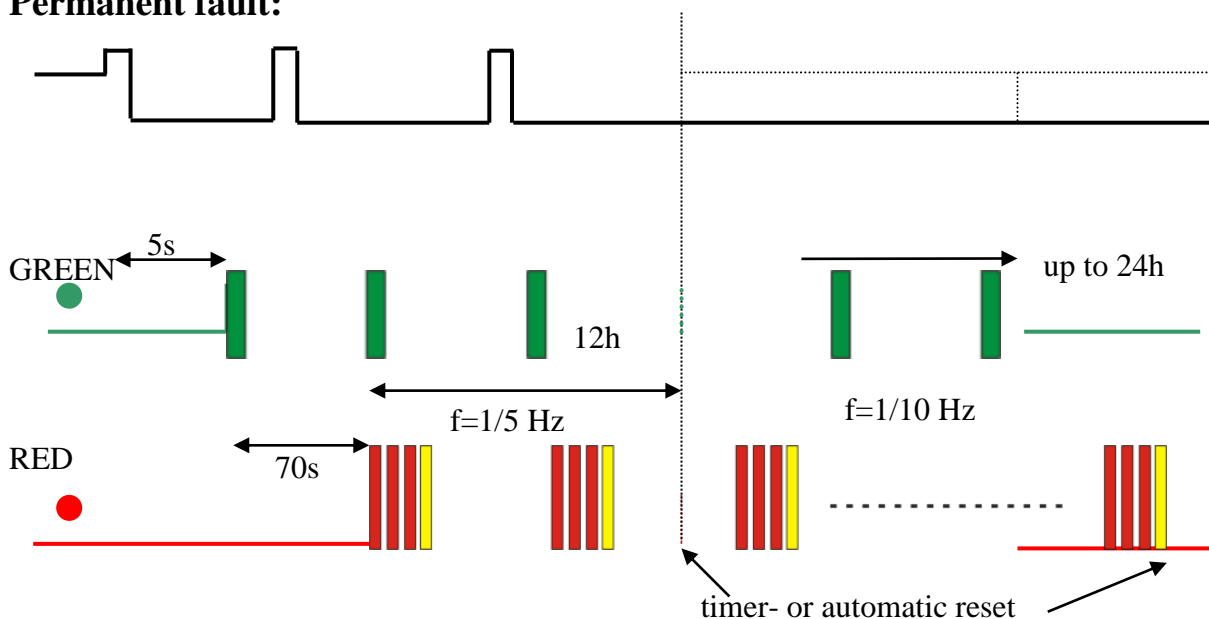 Permanent fault:
5s
GREEN
up to 24h
12h
f=1/5 Hz
f=1/10 Hz
RED
70s
timer- or automatic reset